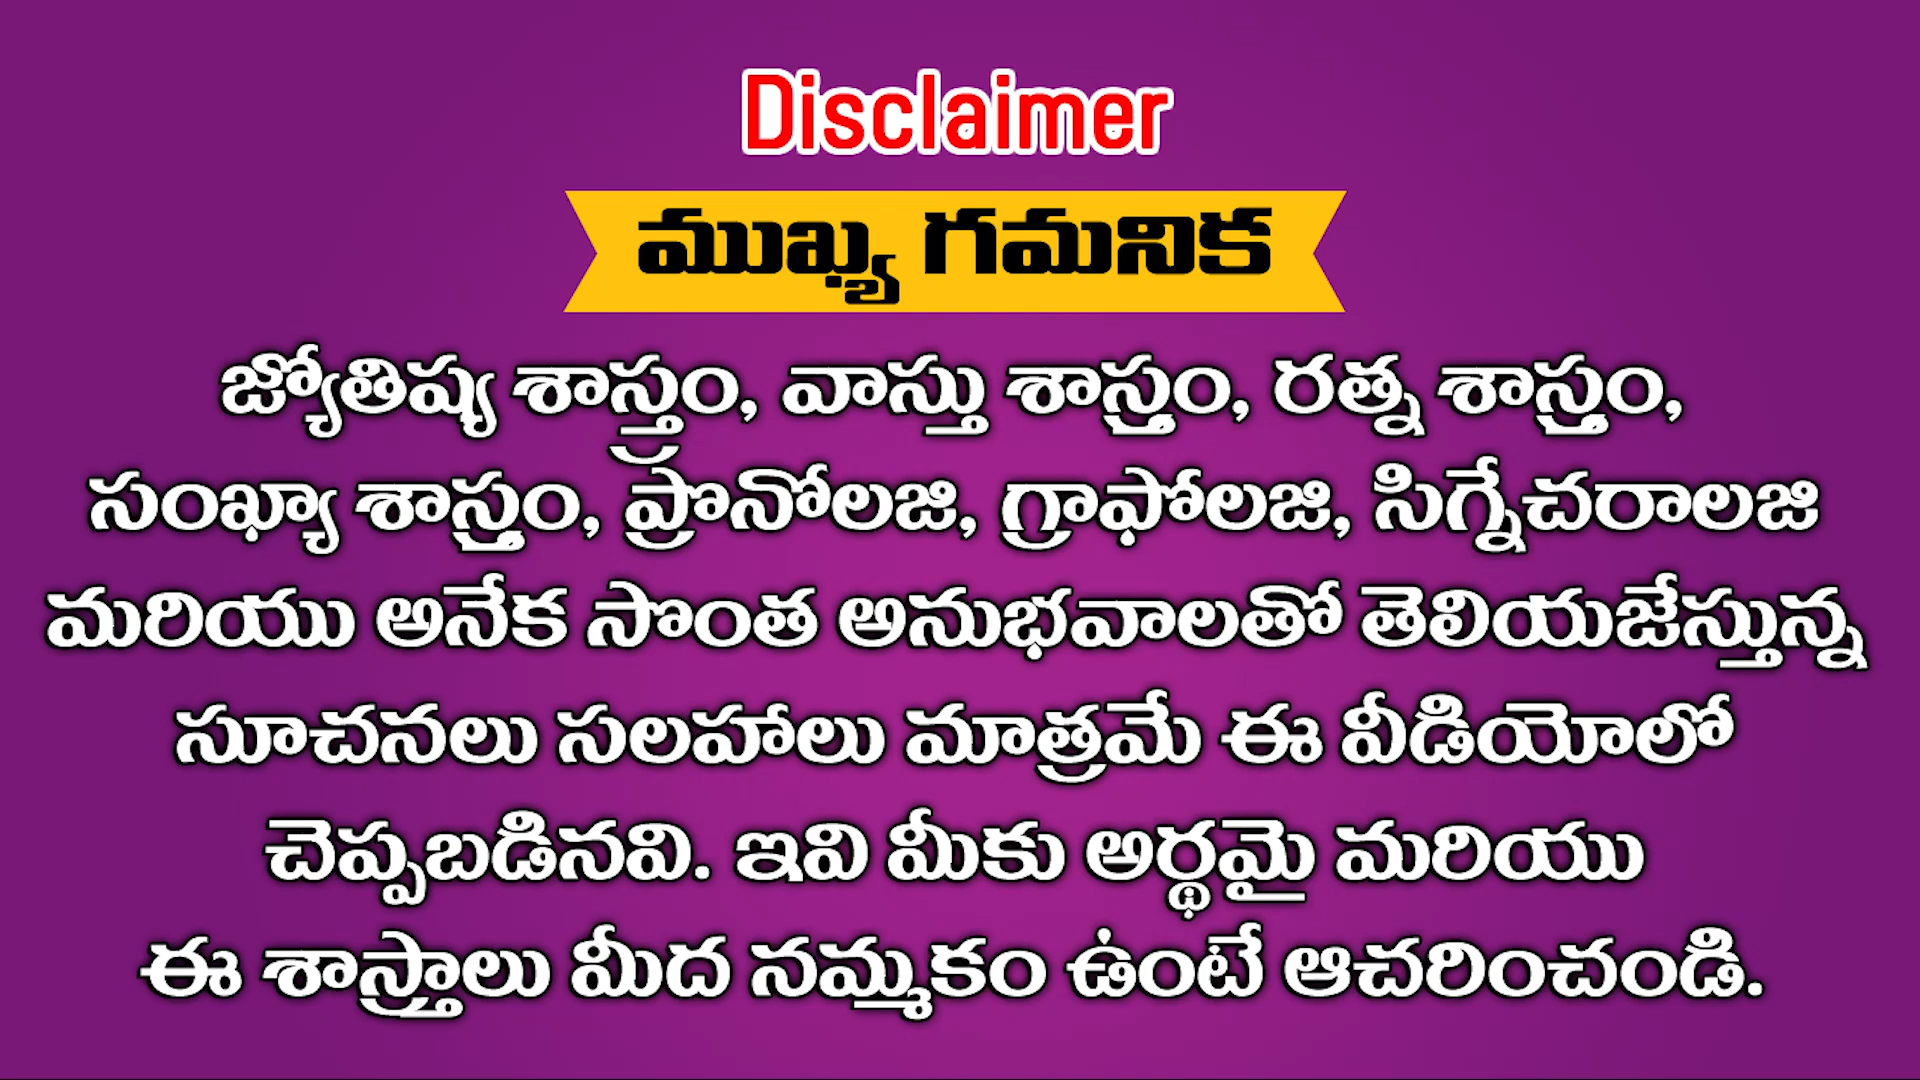 Disclaimer
ముఖ్య గమనిక
జ్యోతిష్య శాస్త్రం, వాస్తు శాస్త్రం, రత్న శాస్త్రం,
సంఖ్యా శాస్త్రం, ప్రొనోలజి, గ్రాఫోలజి, సిగ్నేచరాలజి
మరియు అనేక సొంత అనుభవాలతో తెలియజేస్తున్న
సూచనలు సలహాలు మాత్రమే ఈ వీడియోలో
చెప్పబడినవి. ఇవి మీకు అర్థమై మరియు
ఈ శాస్త్రాలు మీద నమ్మకం ఉంటే ఆచరించండి.